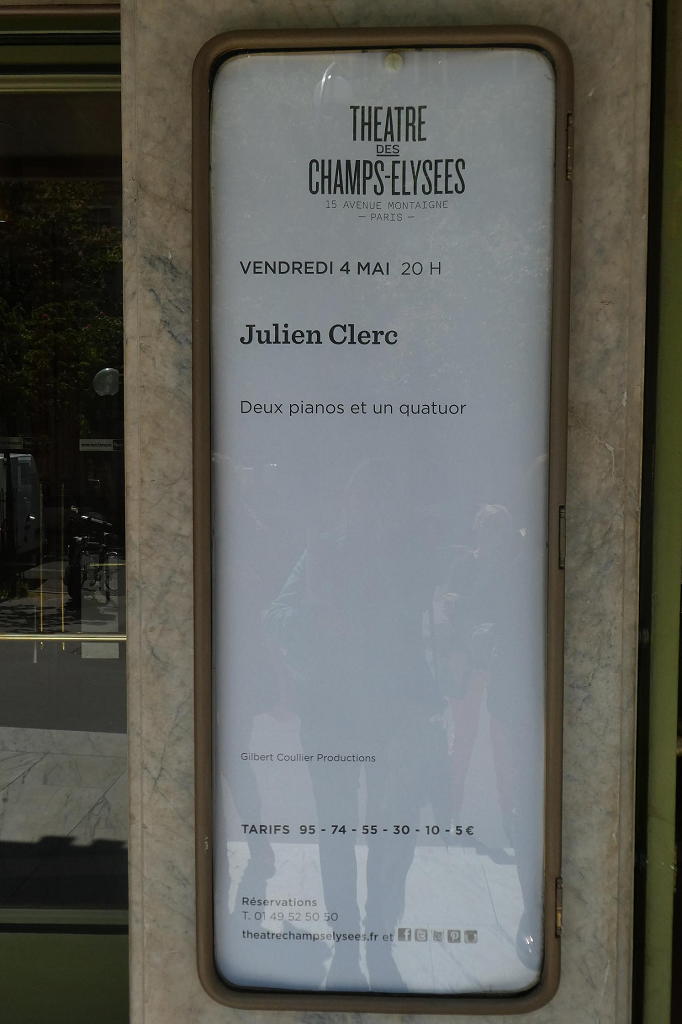 THEATRE
DES
CHAMPS-ELYSEES
15 AVENUE MONTAIGNE
— PARIS —
VENDREDI 4 MAI 20 H
Julien Clerc
Deux pianos et un quatuor
Gilbert Coullier Productions
TARIFS 95 - 74 - 55 - 30 - 10 - 5 €
Réservations
T. 01 49 52 50 50
theatrechampselysees.fr et